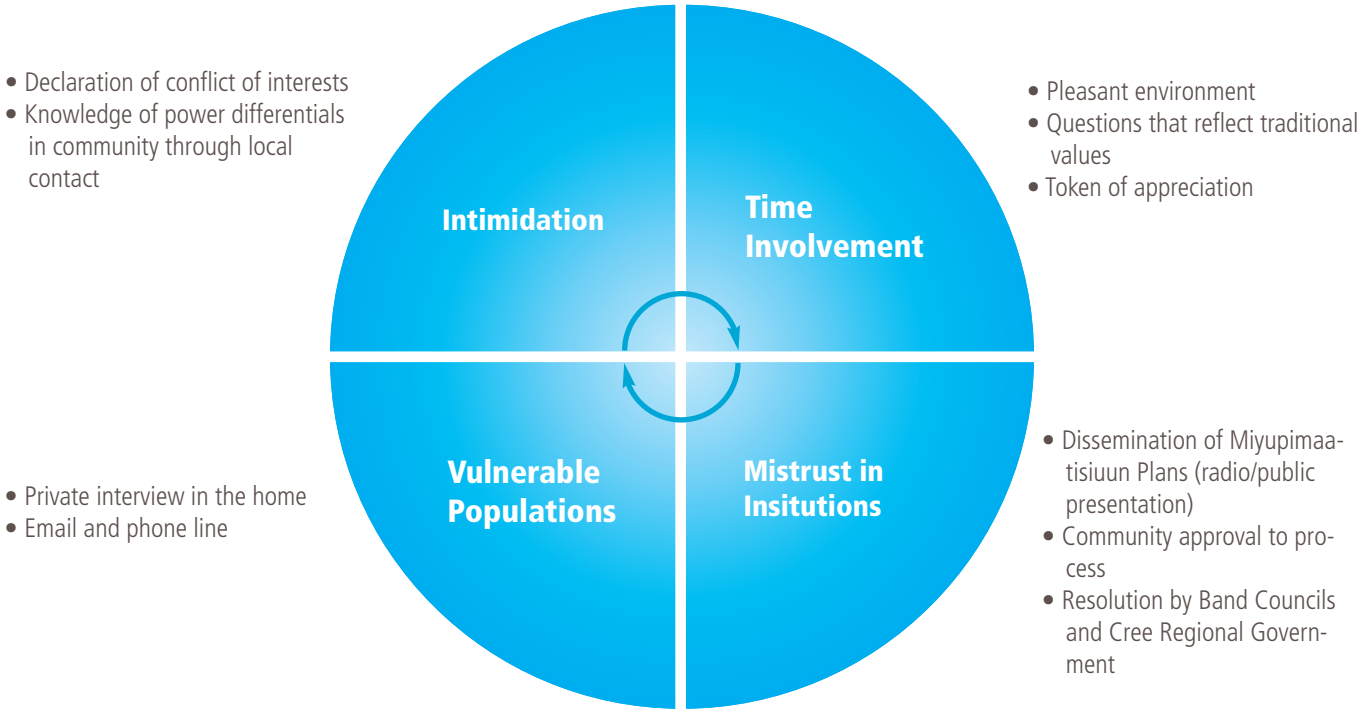 • Declaration of conflict of interests
• Knowledge of power differentials
in community through local
contact
Intimidation
Time
Involvement
• Pleasant environment
• Questions that reflect traditional
values
• Token of appreciation
• Private interview in the home
• Email and phone line
Vulnerable
Populations
Mistrust in
Insitutions
• Dissemination of Miyupimaa-
tisiuun Plans (radio/public
presentation)
• Community approval to pro-
cess
• Resolution by Band Councils
and Cree Regional Govern-
ment